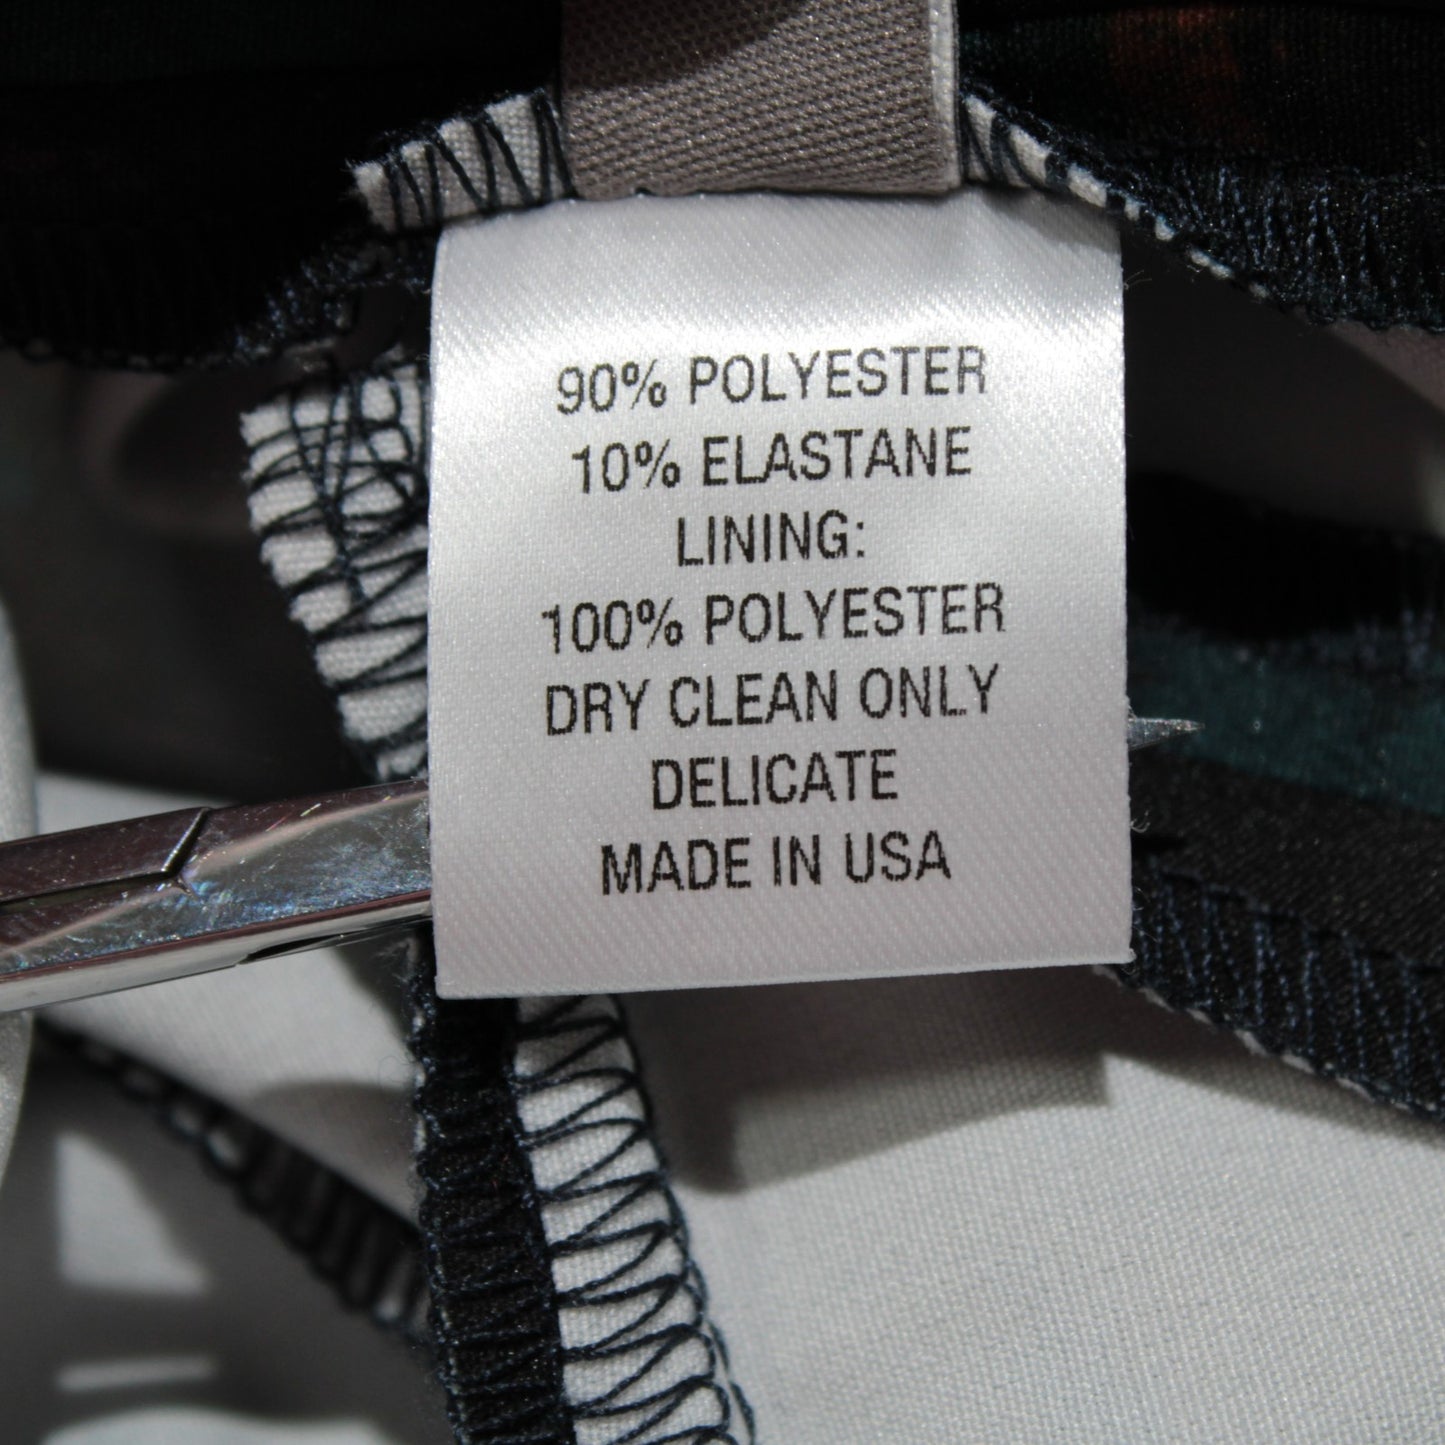 90% POLYESTER
10% ELASTANE
LINING:
100% POLYESTER
DRY CLEAN ONLY
DELICATE
MADE IN USA